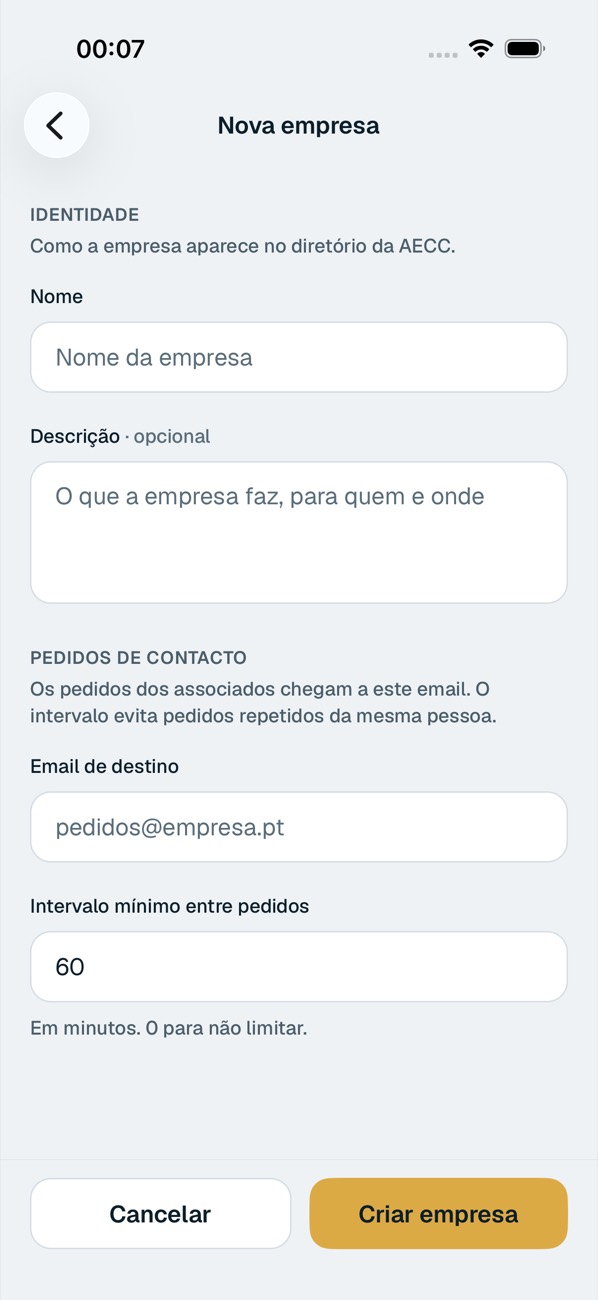 00:07
Nova empresa
IDENTIDADE
Como a empresa aparece no diretório da AECC.
Nome
Nome da empresa
Descrição · opcional
O que a empresa faz, para quem e onde
PEDIDOS DE CONTACTO
Os pedidos dos associados chegam a este email. O
intervalo evita pedidos repetidos da mesma pessoa.
Email de destino
pedidos@empresa.pt
Intervalo mínimo entre pedidos
60
Em minutos. 0 para não limitar.
Cancelar
Criar empresa